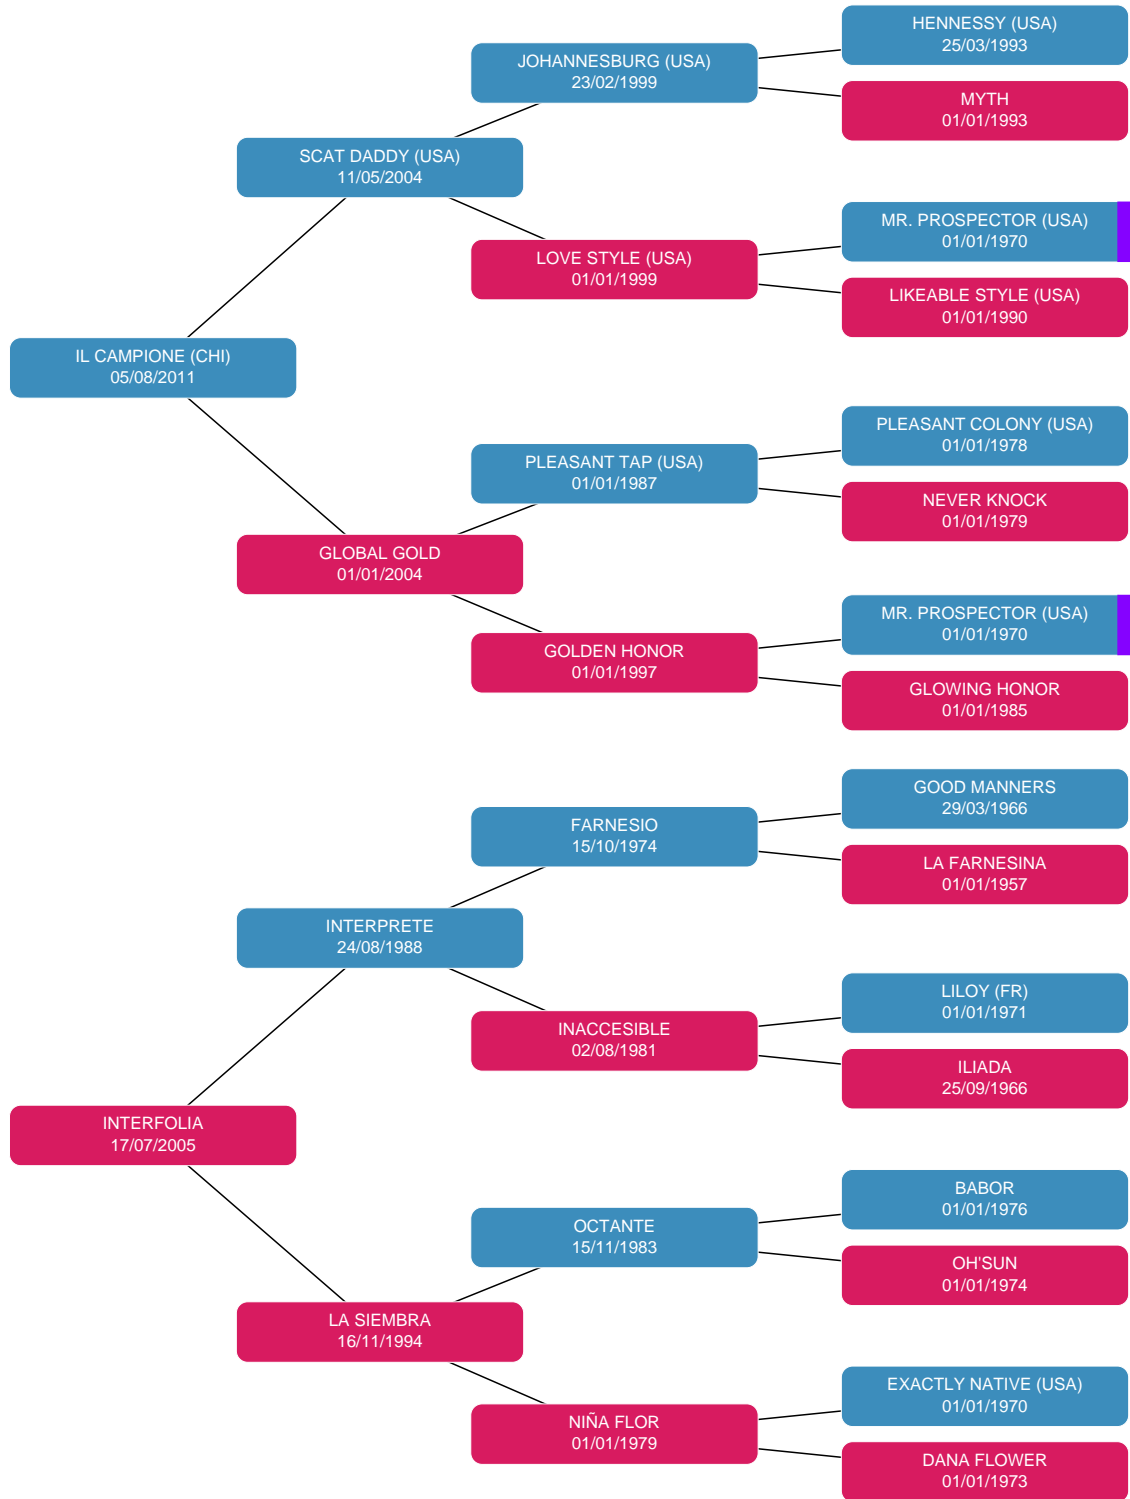 HENNESSY (USA)
25/03/1993
JOHANNESBURG (USA)
23/02/1999
MYTH
01/01/1993
SCAT DADDY (USA)
11/05/2004
MR. PROSPECTOR (USA)
01/01/1970
LOVE STYLE (USA)
01/01/1999
LIKEABLE STYLE (USA)
01/01/1990
IL CAMPIONE (CHI)
05/08/2011
PLEASANT COLONY (USA)
01/01/1978
PLEASANT TAP (USA)
01/01/1987
NEVER KNOCK
01/01/1979
GLOBAL GOLD
01/01/2004
MR. PROSPECTOR (USA)
01/01/1970
GOLDEN HONOR
01/01/1997
GLOWING HONOR
01/01/1985
GOOD MANNERS
29/03/1966
FARNESIO
15/10/1974
LA FARNESINA
01/01/1957
INTERPRETE
24/08/1988
LILOY (FR)
01/01/1971
INACCESIBLE
02/08/1981
ILIADA
25/09/1966
INTERFOLIA
17/07/2005
BABOR
01/01/1976
OCTANTE
15/11/1983
OH'SUN
01/01/1974
LA SIEMBRA
16/11/1994
EXACTLY NATIVE (USA)
01/01/1970
NIÑA FLOR
01/01/1979
DANA FLOWER
01/01/1973